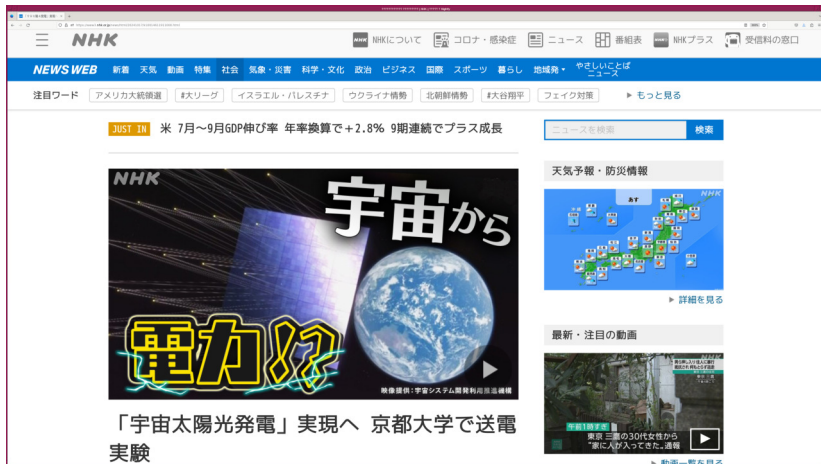 NHK
NHKについて
コロナ・感染症
ニュース
番組表
NHKプラス
受信料の窓口
NEWS WEB 新着 天気 動画 特集 社会 気象・災害 科学・文化 政治 ビジネス 国際 スポーツ 暮らし 地域発 やさしいことばニュース
注目ワード アメリカ大統領選 #大リーグ イスラエル・パレスチナ ウクライナ情勢 北朝鮮情勢 #大谷翔平 フェイク対策 もっと見る
JUST IN 米 7月～9月GDP伸び率 年率換算で＋2.8% 9期連続でプラス成長
ニュースを検索 検索
NHK
宇宙から
電力!?
映像提供：宇宙システム開発利用推進機構
「宇宙太陽光発電」実現へ 京都大学で送電
実験
天気予報・防災情報
NHK
あす
詳細を見る
最新・注目の動画
午前1時すぎ
東京 三鷹の30代女性から
"家に人が入ってきた"通報
動画一覧を見る